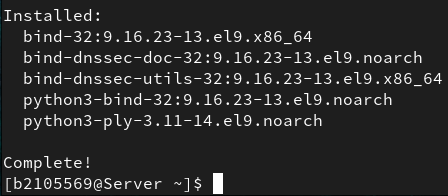 Installed:
bind-32:9.16.23-13.el9.x86_64
bind-dnssec-doc-32:9.16.23-13.el9.noarch
bind-dnssec-utils-32:9.16.23-13.el9.x86_64
python3-bind-32:9.16.23-13.el9.noarch
python3-ply-3.11-14.el9.noarch
Complete!
[b2105569@Server ~]$